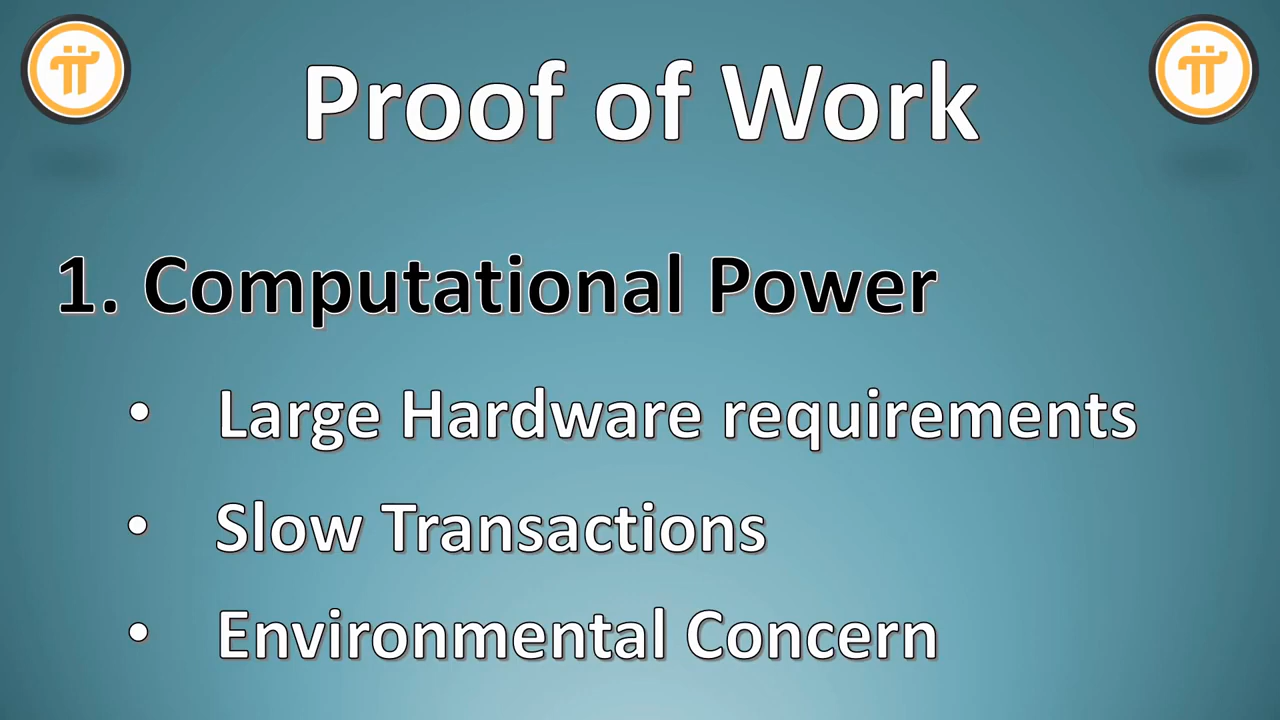 Proof of Work
1. Computational Power
• Large Hardware requirements
• Slow Transactions
• Environmental Concern